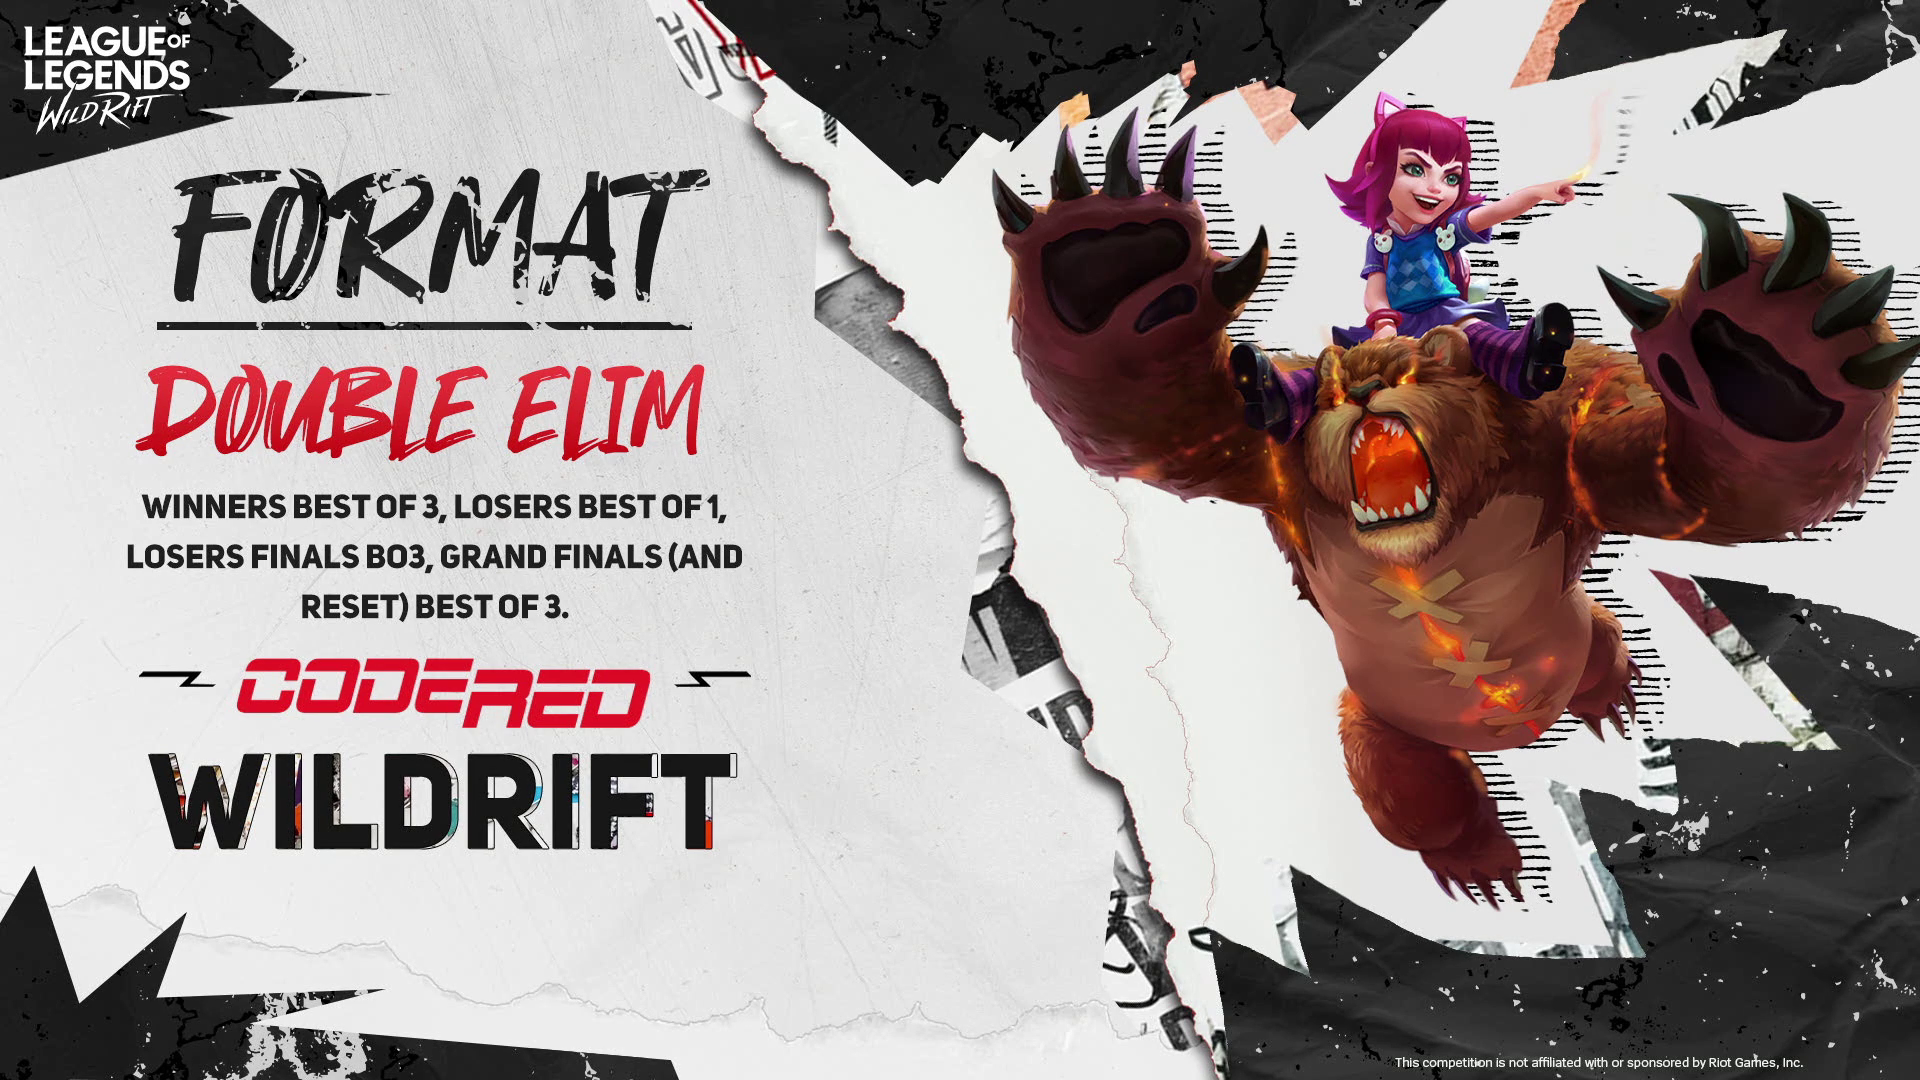 LEAGUE OF
LEGENDS
WILD RIFT
FORMAT
DOUBLE ELIM
WINNERS BEST OF 3, LOSERS BEST OF 1,
LOSERS FINALS BO3, GRAND FINALS (AND
RESET) BEST OF 3.
CODERED
WILDRIFT
This competition is not affiliated with or sponsored by Riot Games, Inc.